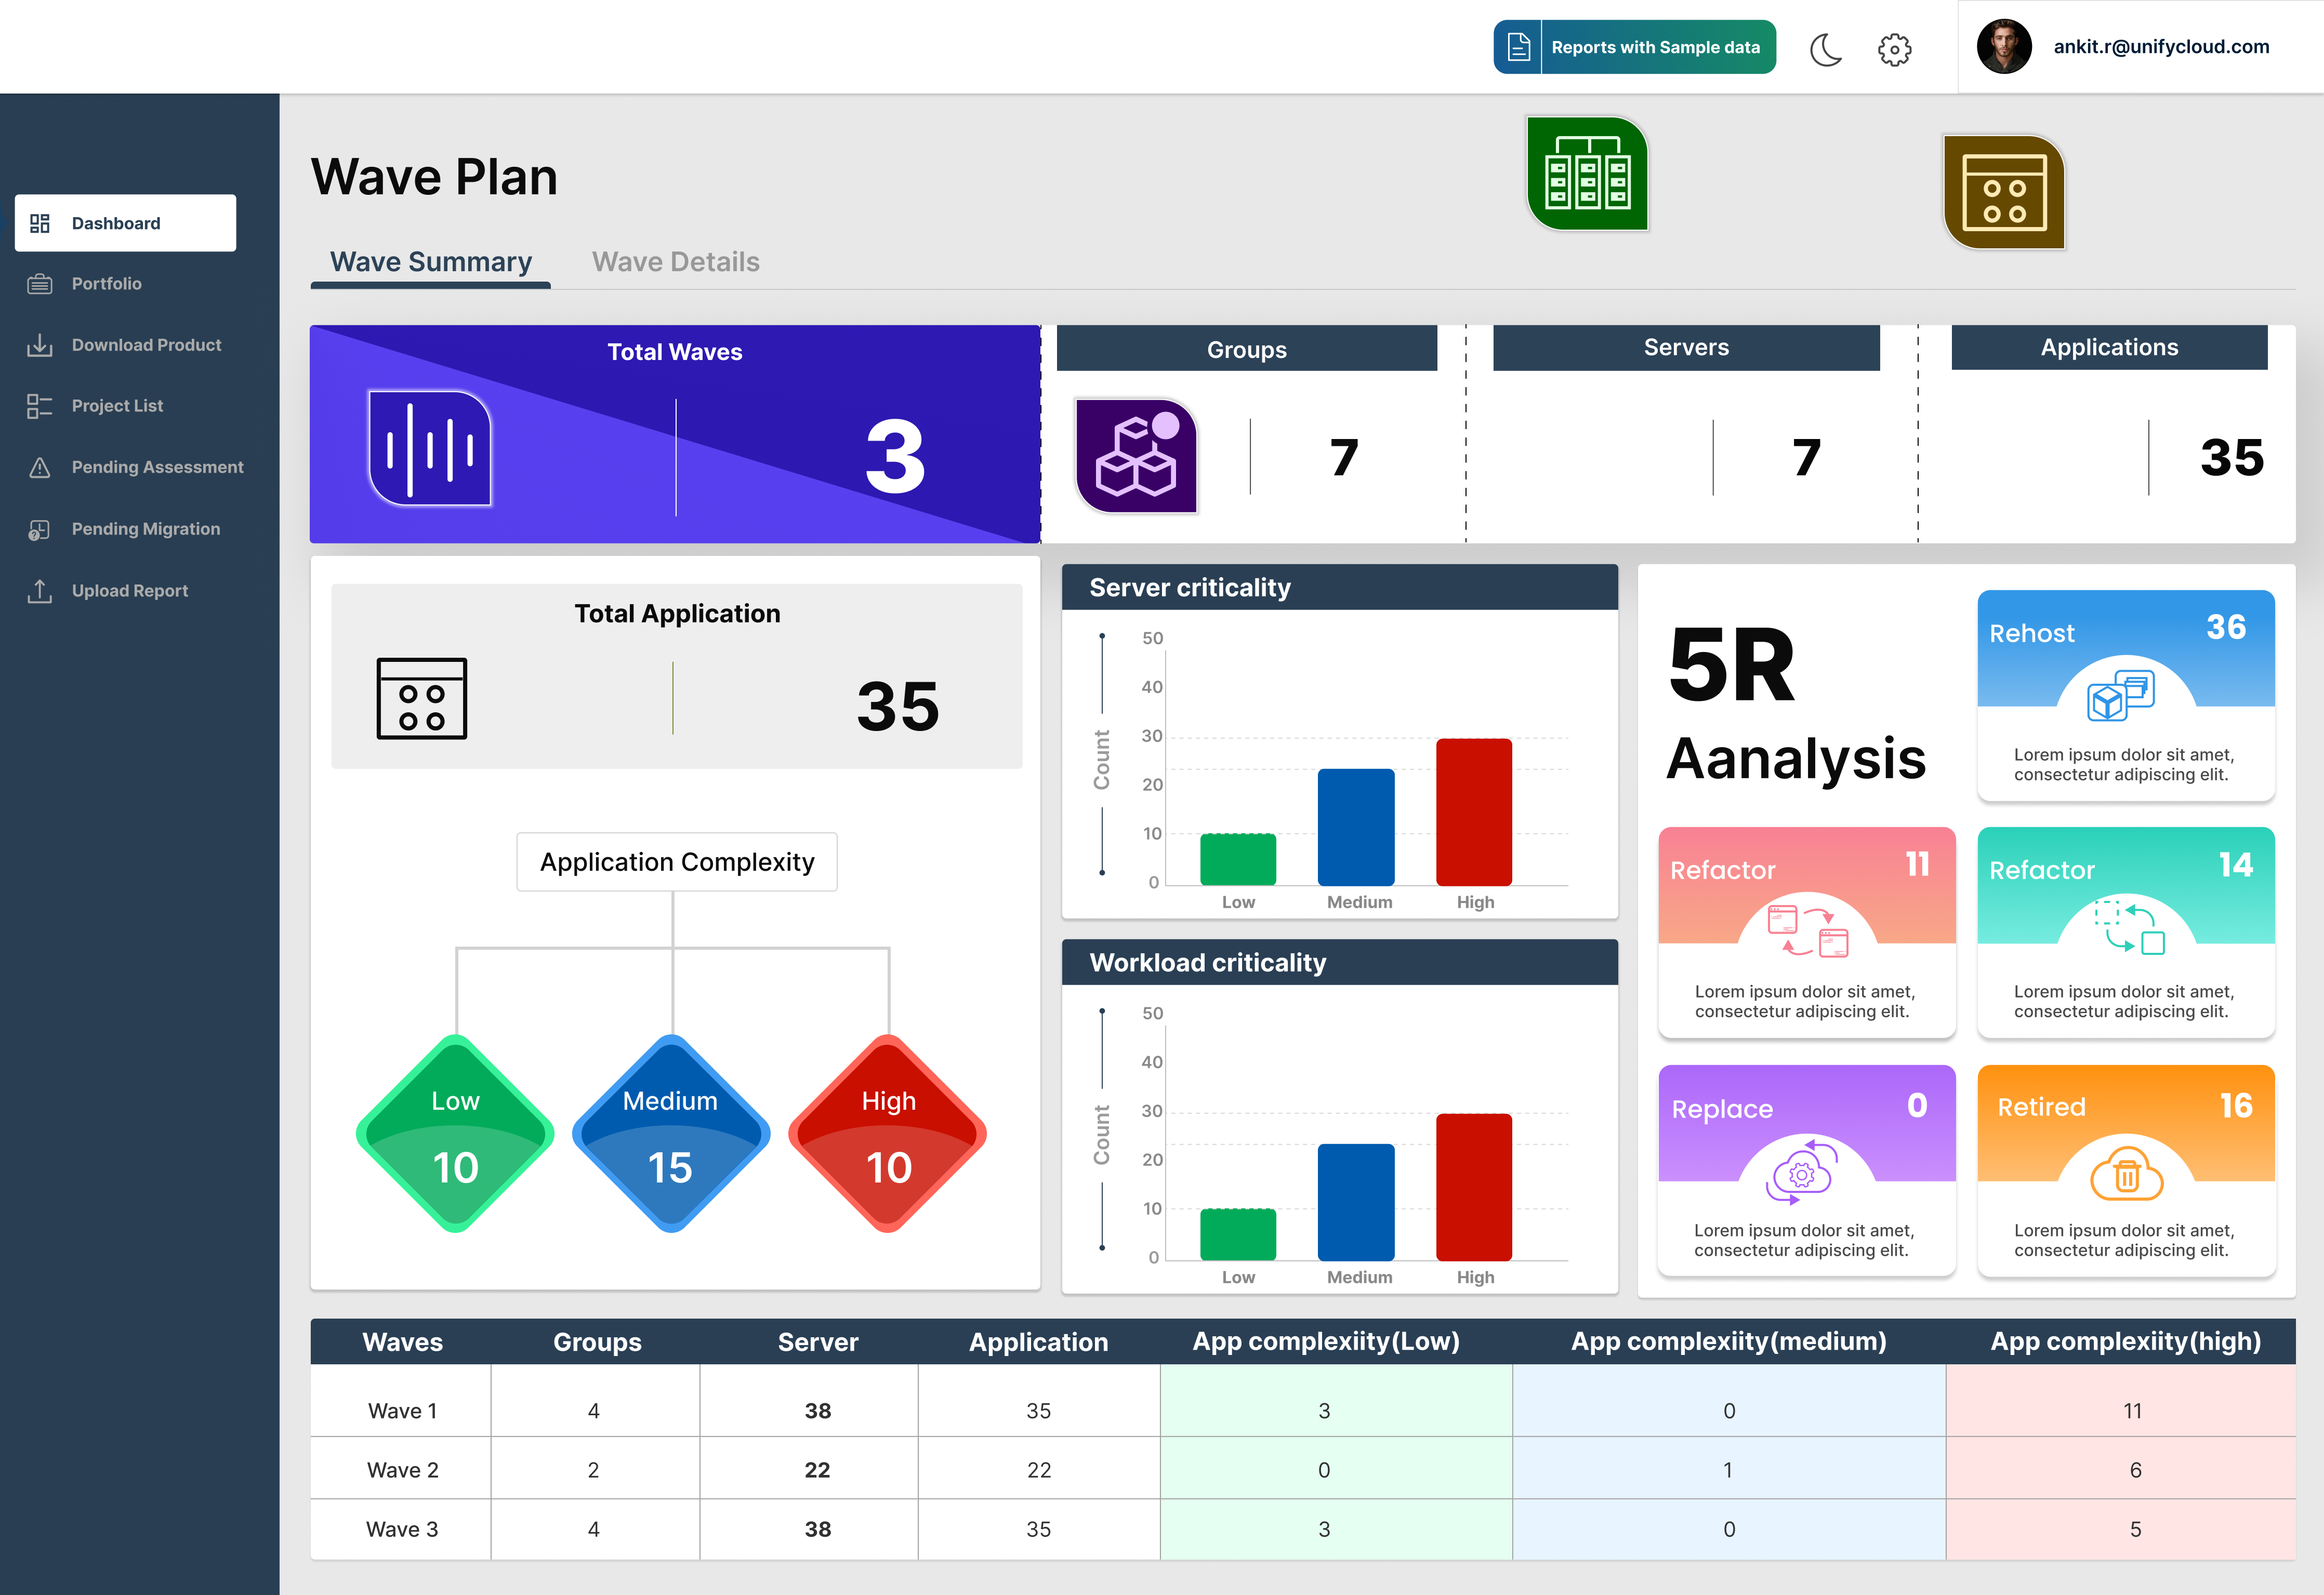 Reports with Sample data
ankit.r@unifycloud.com
Dashboard
Portfolio
Download Product
Project List
Pending Assessment
Pending Migration
Upload Report
Wave Plan
Wave Summary
Wave Details
Total Waves
3
Groups
7
Servers
7
Applications
35
Total Application
35
Application Complexity
Low
10
Medium
15
High
10
Server criticality
Count
50
40
30
20
10
0
Low
Medium
High
Workload criticality
Count
50
40
30
20
10
0
Low
Medium
High
5R
Aanalysis
Rehost
36
Lorem ipsum dolor sit amet,
consectetur adipiscing elit.
Refactor
11
Lorem ipsum dolor sit amet,
consectetur adipiscing elit.
Refactor
14
Lorem ipsum dolor sit amet,
consectetur adipiscing elit.
Replace
0
Lorem ipsum dolor sit amet,
consectetur adipiscing elit.
Retired
16
Lorem ipsum dolor sit amet,
consectetur adipiscing elit.
Waves Groups Server Application App complexiity(Low) App complexiity(medium) App complexiity(high)
Wave 1 4 38 35 3 0 11
Wave 2 2 22 22 0 1 6
Wave 3 4 38 35 3 0 5